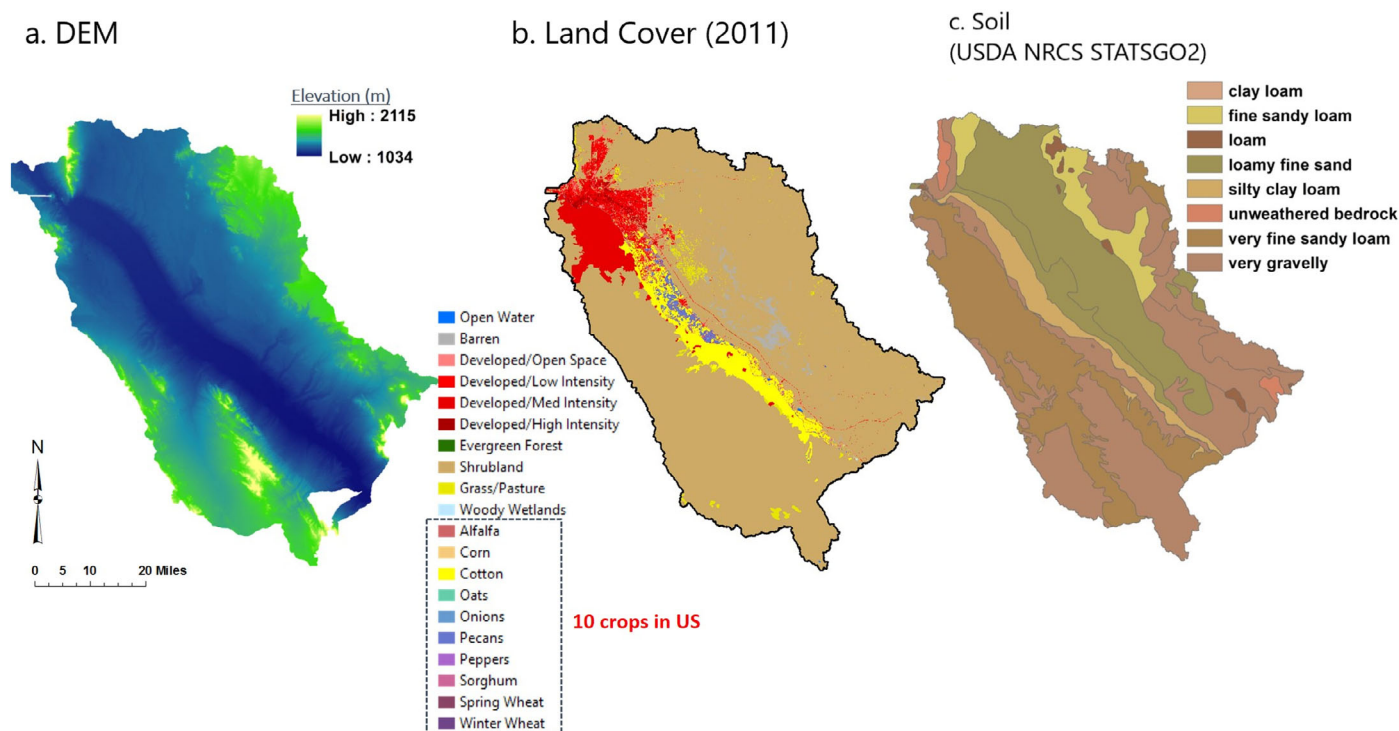 a. DEM
Elevation (m)
High : 2115
Low : 1034
N
0 5 10 20 Miles
b. Land Cover (2011)
Open Water
Barren
Developed/Open Space
Developed/Low Intensity
Developed/Med Intensity
Developed/High Intensity
Evergreen Forest
Shrubland
Grass/Pasture
Woody Wetlands
Alfalfa
Corn
Cotton
Oats
Onions
Pecans
Peppers
Sorghum
Spring Wheat
Winter Wheat
10 crops in US
c. Soil
(USDA NRCS STATSGO2)
clay loam
fine sandy loam
loam
loamy fine sand
silty clay loam
unweathered bedrock
very fine sandy loam
very gravelly